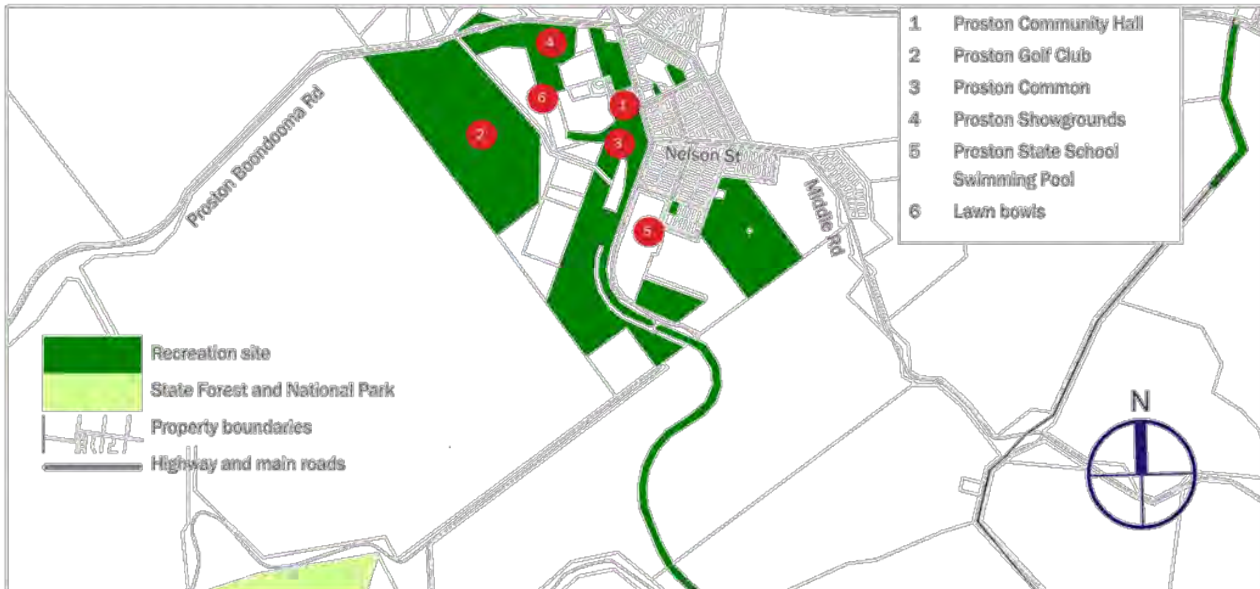 1 Proston Community Hall
2 Proston Golf Club
3 Proston Common
4 Proston Showgrounds
5 Proston State School
Swimming Pool
6 Lawn bowls
4
6
1
2
3
5
Nelson St
Proston Boondooma Rd
Middle Rd
Recreation site
State Forest and National Park
Property boundaries
Highway and main roads
N